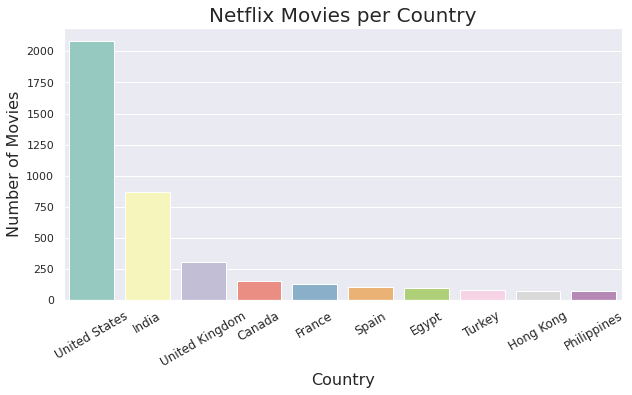 Netflix Movies per Country
Number of Movies
2000
1750
1500
1250
1000
750
500
250
0
United States
India
United Kingdom
Canada
France
Spain
Egypt
Turkey
Hong Kong
Philippines
Country